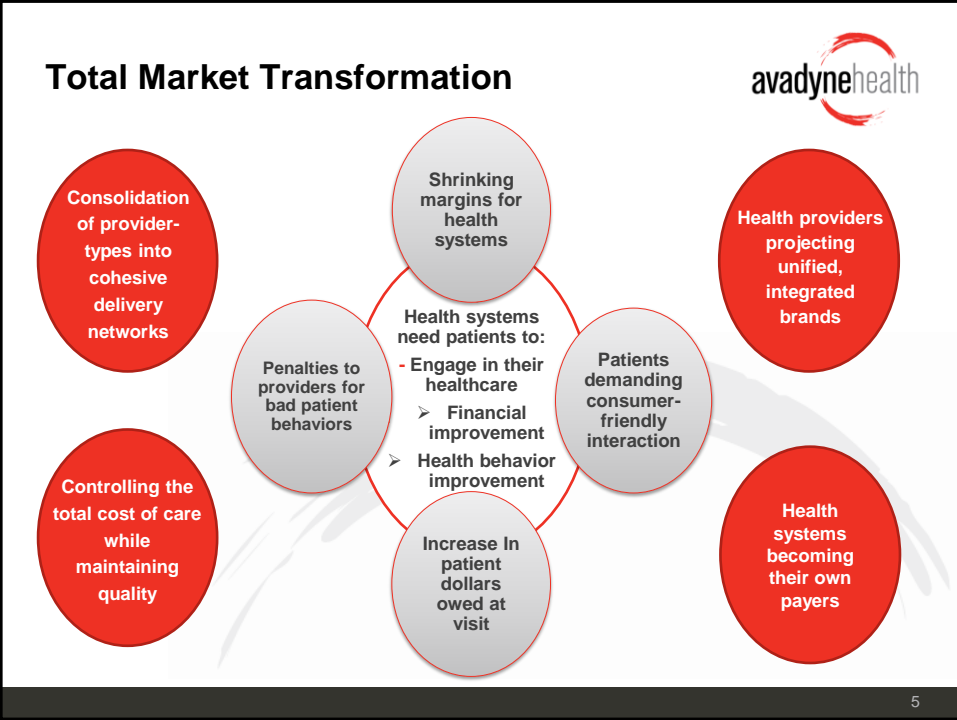 Total Market Transformation
avadynehealth
Consolidation
of provider-
types into
cohesive
delivery
networks
Shrinking
margins for
health
systems
Health providers
projecting
unified,
integrated
brands
Penalties to
providers for
bad patient
behaviors
Health systems
need patients to:
- Engage in their
healthcare
➢ Financial
improvement
➢ Health behavior
improvement
Patients
demanding
consumer-
friendly
interaction
Controlling the
total cost of care
while
maintaining
quality
Increase In
patient
dollars
owed at
visit
Health
systems
becoming
their own
payers
5